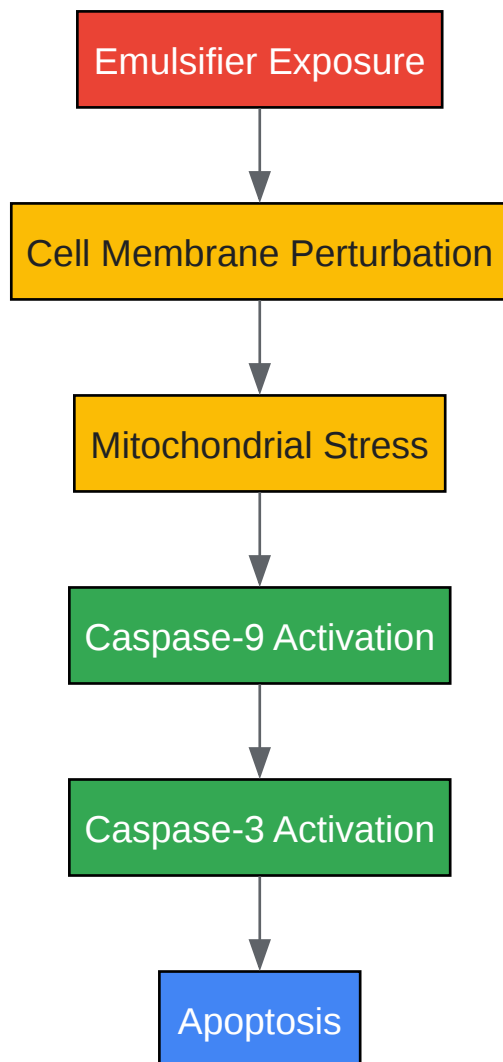 Emulsifier Exposure
Cell Membrane Perturbation
Mitochondrial Stress
Caspase-9 Activation
Caspase-3 Activation
Apoptosis